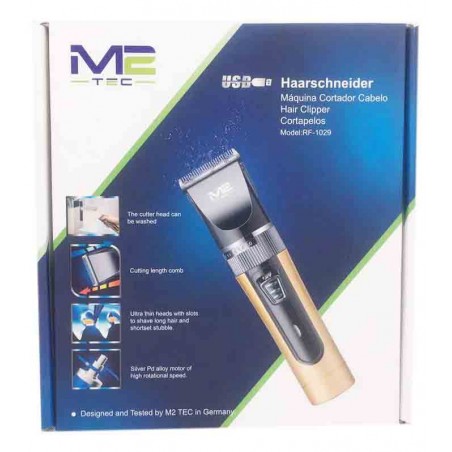 M2
TEC
USB
Haarschneider
Máquina Cortador Cabelo
Hair Clipper
Cortapelos
Model:RF-1029
M2
The cutter head can
be washed
Cutting length comb
Ultra thin heads with slots
to shave long hair and
shortset stubble.
Silver Pd alloy motor of
high rotational speed.
Designed and Tested by M2 TEC in Germany